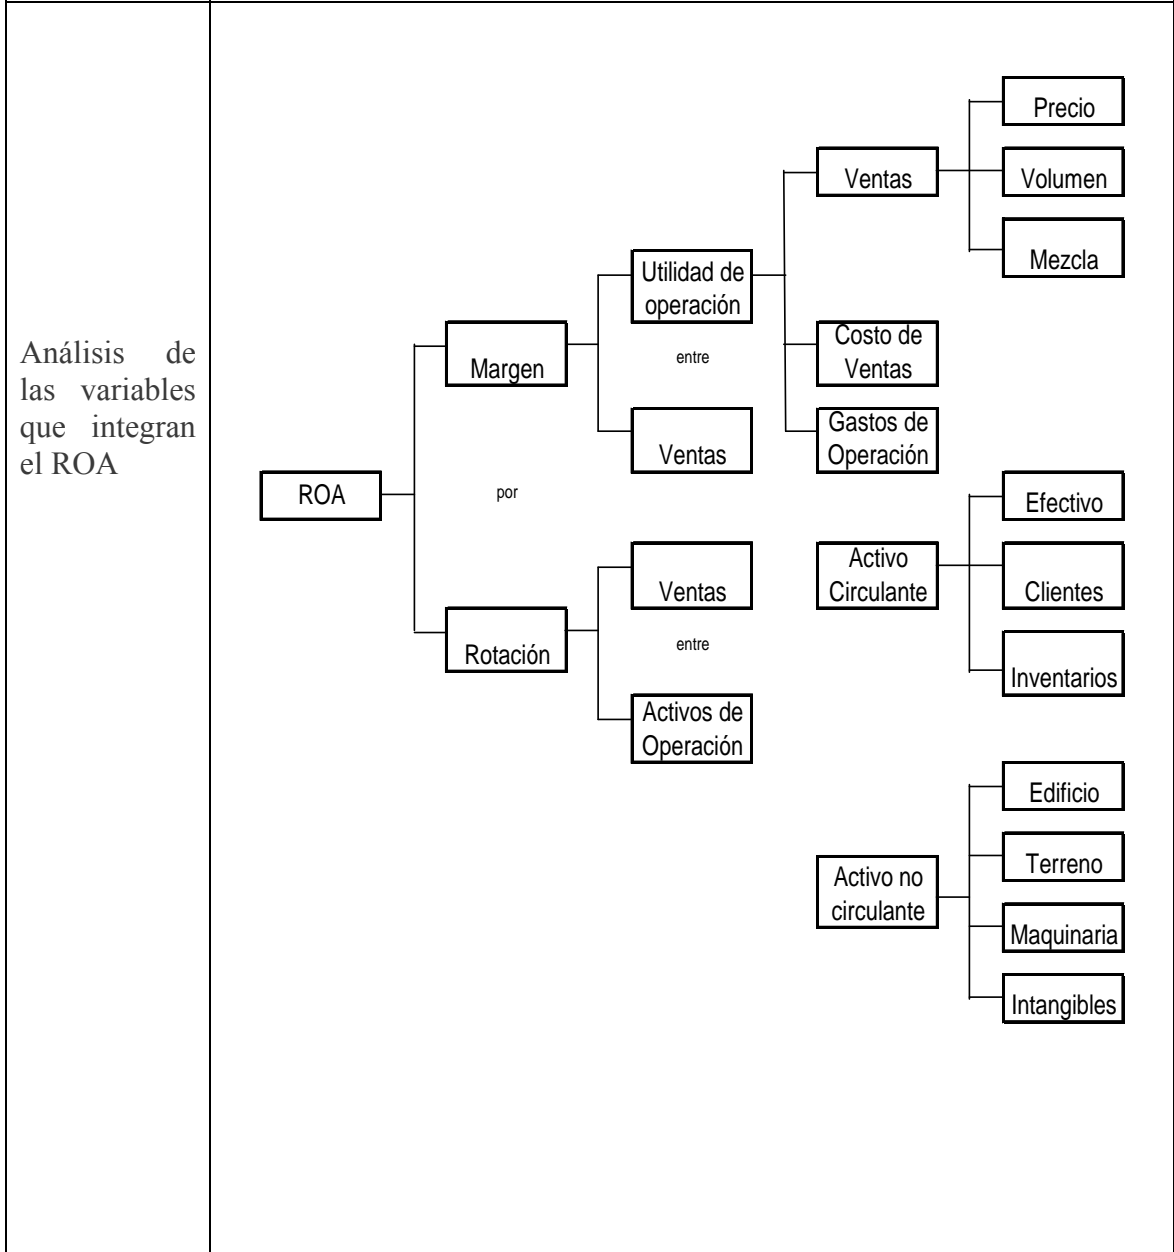 Análisis de
las variables
que integran
el ROA
ROA
por
Margen
Rotación
Utilidad de
operación
entre
Ventas
Ventas
entre
Activos de
Operación
Ventas
Costo de
Ventas
Gastos de
Operación
Activo
Circulante
Activo no
circulante
Precio
Volumen
Mezcla
Efectivo
Clientes
Inventarios
Edificio
Terreno
Maquinaria
Intangibles